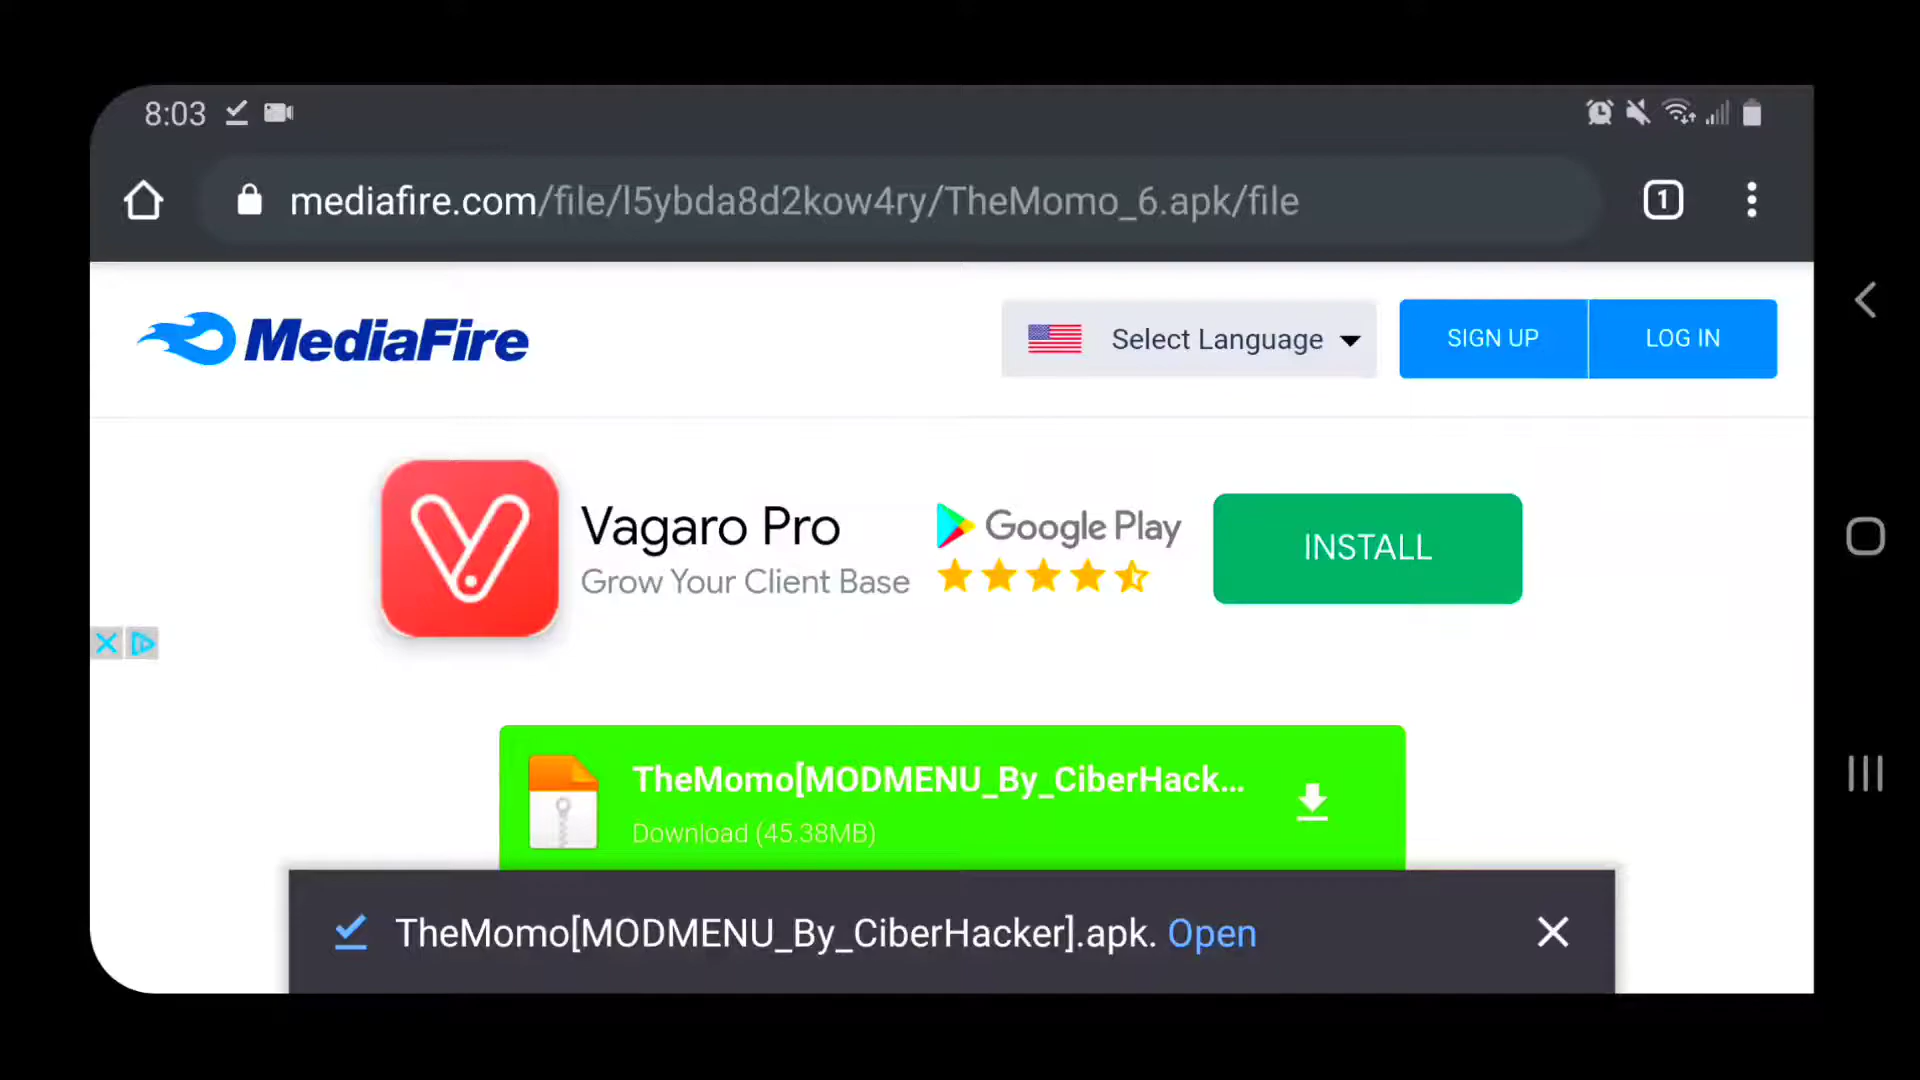 8:03
mediafire.com/file/l5ybda8d2kow4ry/TheMomo_6.apk/file
1
MediaFire
Select Language
SIGN UP
LOG IN
Vagaro Pro
Grow Your Client Base
Google Play
INSTALL
TheMomo[MODMENU_By_CiberHack...
Download (45.38MB)
TheMomo[MODMENU_By_CiberHacker].apk. Open